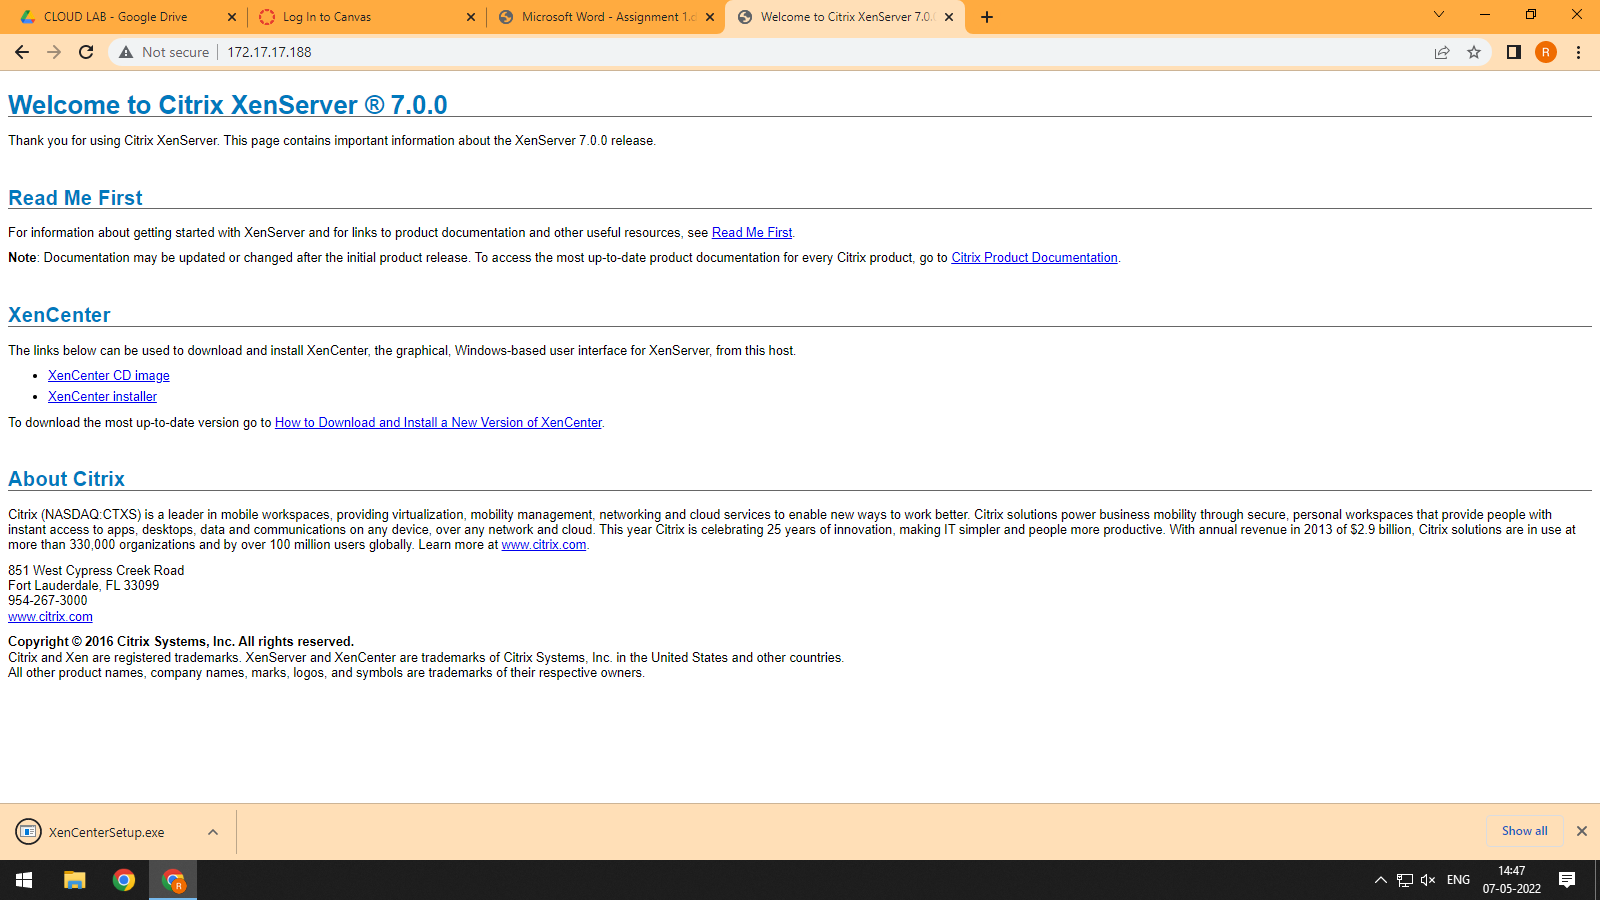 CLOUD LAB - Google Drive
Log In to Canvas
Microsoft Word - Assignment 1.d
Welcome to Citrix XenServer 7.0.
Not secure
172.17.17.188
R
Welcome to Citrix XenServer ® 7.0.0
Thank you for using Citrix XenServer. This page contains important information about the XenServer 7.0.0 release.
Read Me First
For information about getting started with XenServer and for links to product documentation and other useful resources, see Read Me First.
Note: Documentation may be updated or changed after the initial product release. To access the most up-to-date product documentation for every Citrix product, go to Citrix Product Documentation.
XenCenter
The links below can be used to download and install XenCenter, the graphical, Windows-based user interface for XenServer, from this host.
• XenCenter CD image
• XenCenter installer
To download the most up-to-date version go to How to Download and Install a New Version of XenCenter.
About Citrix
Citrix (NASDAQ:CTXS) is a leader in mobile workspaces, providing virtualization, mobility management, networking and cloud services to enable new ways to work better. Citrix solutions power business mobility through secure, personal workspaces that provide people with
instant access to apps, desktops, data and communications on any device, over any network and cloud. This year Citrix is celebrating 25 years of innovation, making IT simpler and people more productive. With annual revenue in 2013 of $2.9 billion, Citrix solutions are in use at
more than 330,000 organizations and by over 100 million users globally. Learn more at www.citrix.com.
851 West Cypress Creek Road
Fort Lauderdale, FL 33099
954-267-3000
www.citrix.com
Copyright © 2016 Citrix Systems, Inc. All rights reserved.
Citrix and Xen are registered trademarks. XenServer and XenCenter are trademarks of Citrix Systems, Inc. in the United States and other countries.
All other product names, company names, marks, logos, and symbols are trademarks of their respective owners.
XenCenterSetup.exe
Show all
R
ENG
14:47
07-05-2022